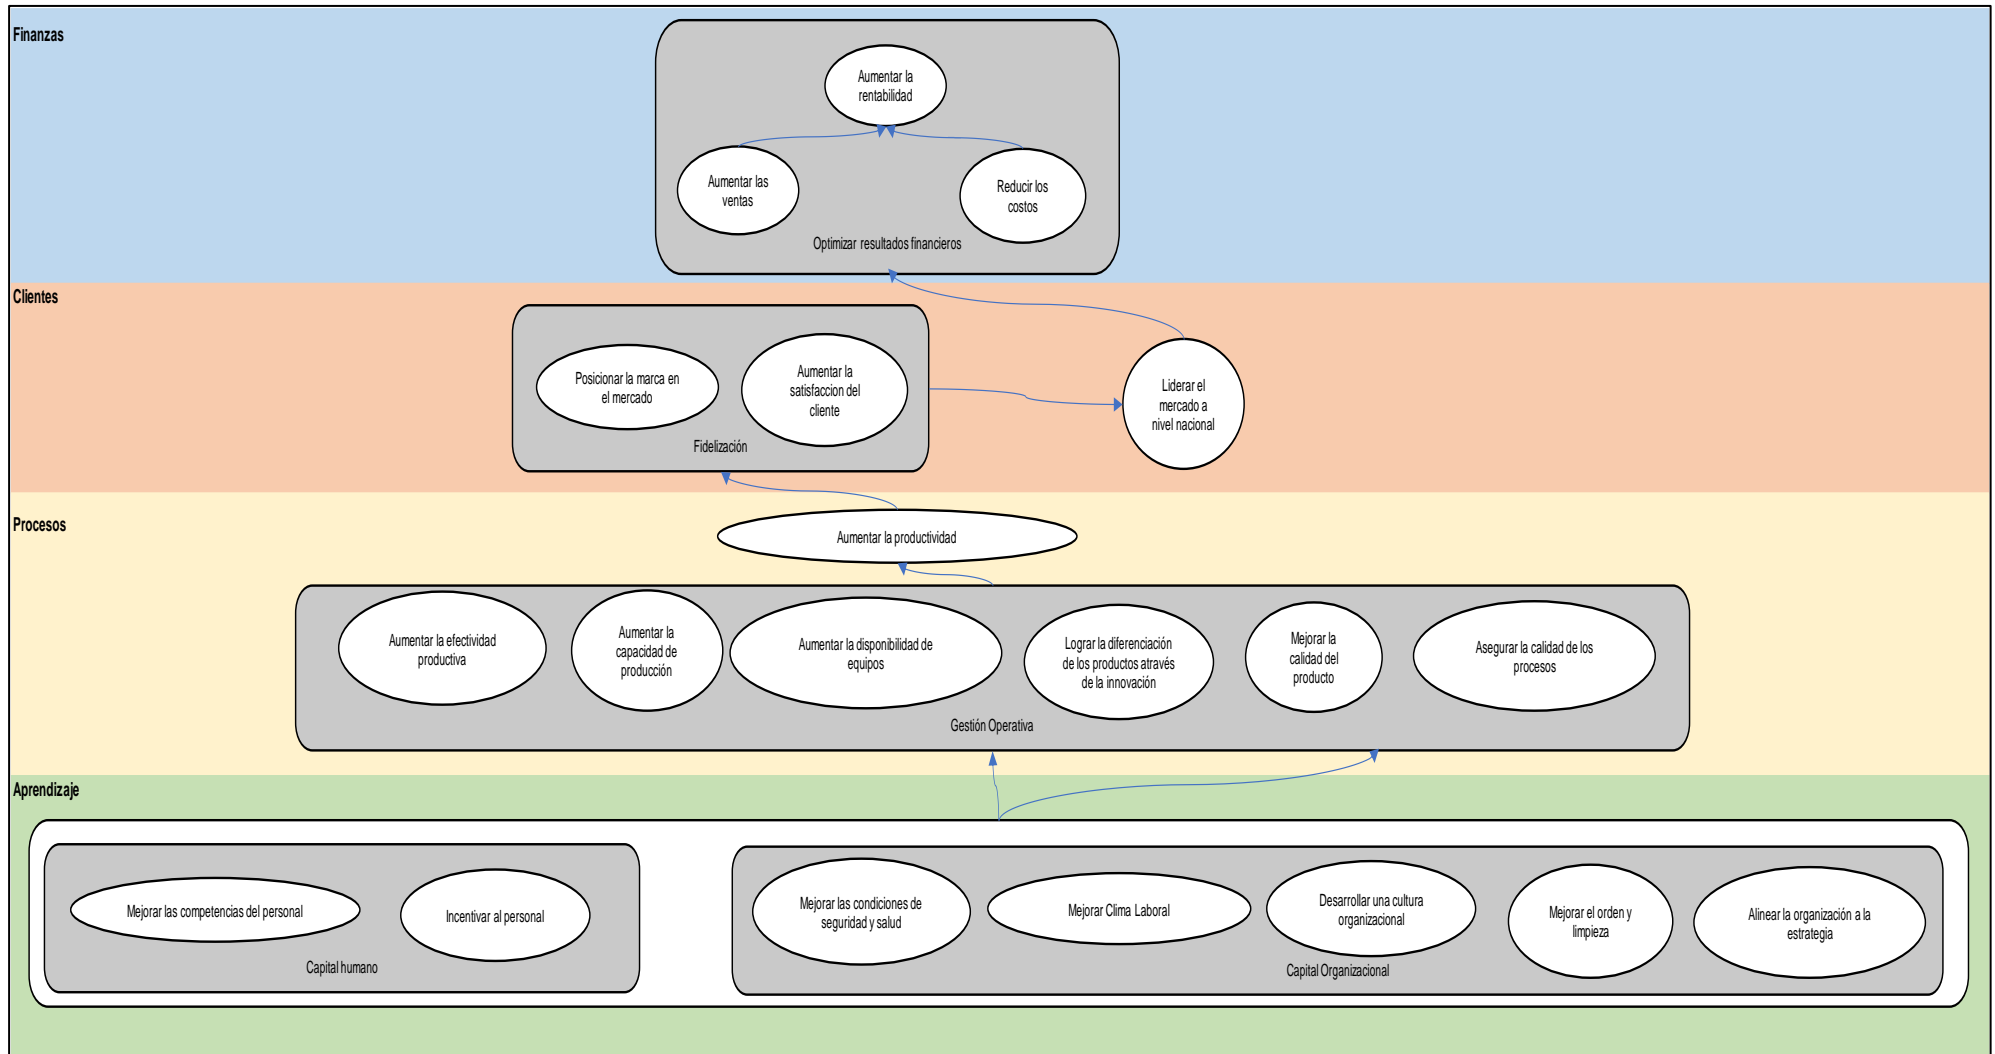 Finanzas
Aumentar la
rentabilidad
Aumentar las
ventas
Reducir los
costos
Optimizar resultados financieros
Clientes
Posicionar la marca en
el mercado
Aumentar la
satisfaccion del
cliente
Fidelización
Liderar el
mercado a
nivel nacional
Procesos
Aumentar la productividad
Aumentar la efectividad
productiva
Aumentar la
capacidad de
producción
Aumentar la disponibilidad de
equipos
Lograr la diferenciación
de los productos através
de la innovación
Mejorar la
calidad del
producto
Asegurar la calidad de los
procesos
Gestión Operativa
Aprendizaje
Mejorar las competencias del personal
Incentivar al personal
Capital humano
Mejorar las condiciones de
seguridad y salud
Mejorar Clima Laboral
Desarrollar una cultura
organizacional
Mejorar el orden y
limpieza
Alinear la organización a la
estrategia
Capital Organizacional